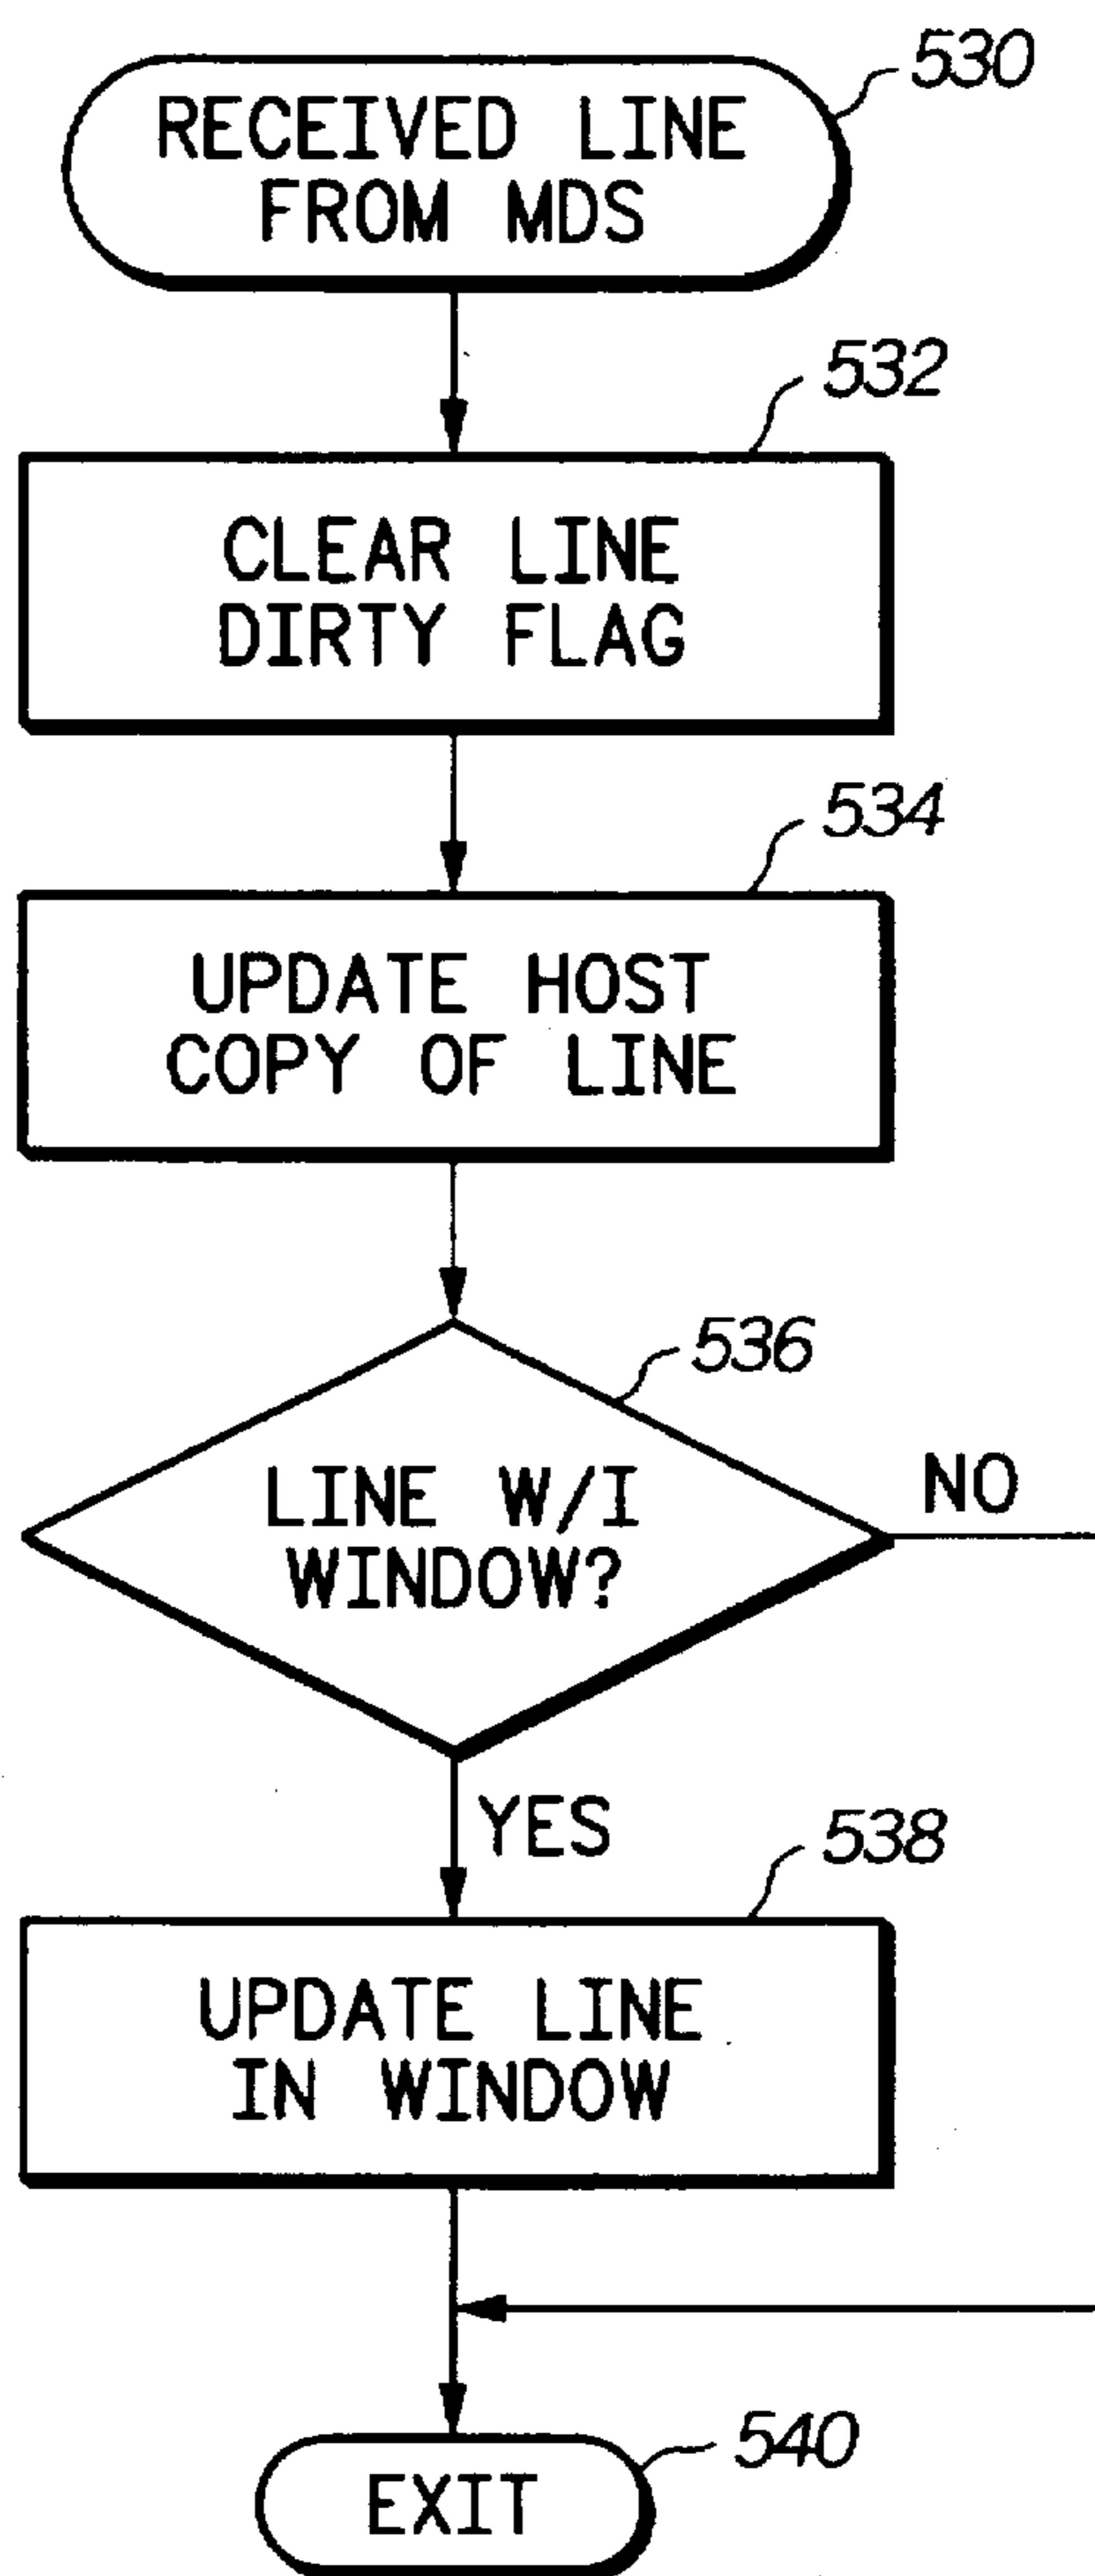 530
RECEIVED LINE
FROM MDS
532
CLEAR LINE
DIRTY FLAG
534
UPDATE HOST
COPY OF LINE
536
LINE W/I
WINDOW?
NO
YES
538
UPDATE LINE
IN WINDOW
540
EXIT